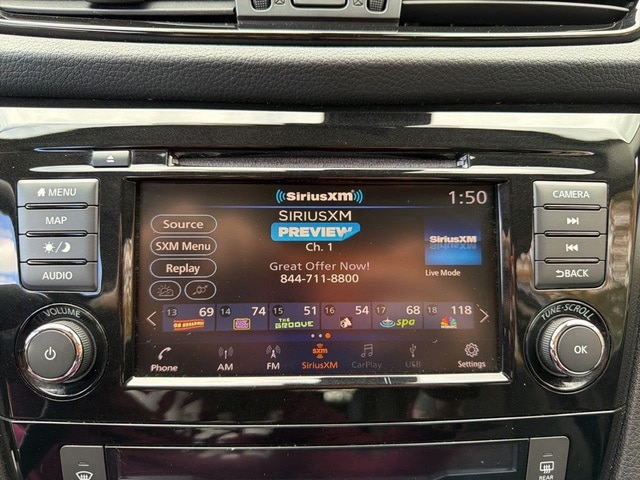 MENU
MAP
AUDIO
VOLUME
SiriusXM
1:50
Source
SXM Menu
Replay
SIRIUSXM
PREVIEW
Ch. 1
Great Offer Now!
844-711-8800
SiriusXM
Live Mode
13 69
14 74
15 51
THE GROOVE
16 54
17 68
spa
18 118
Phone
AM
FM
sxm
SiriusXM
CarPlay
USB
Settings
CAMERA
BACK
TUNE·SCROLL
OK
REAR